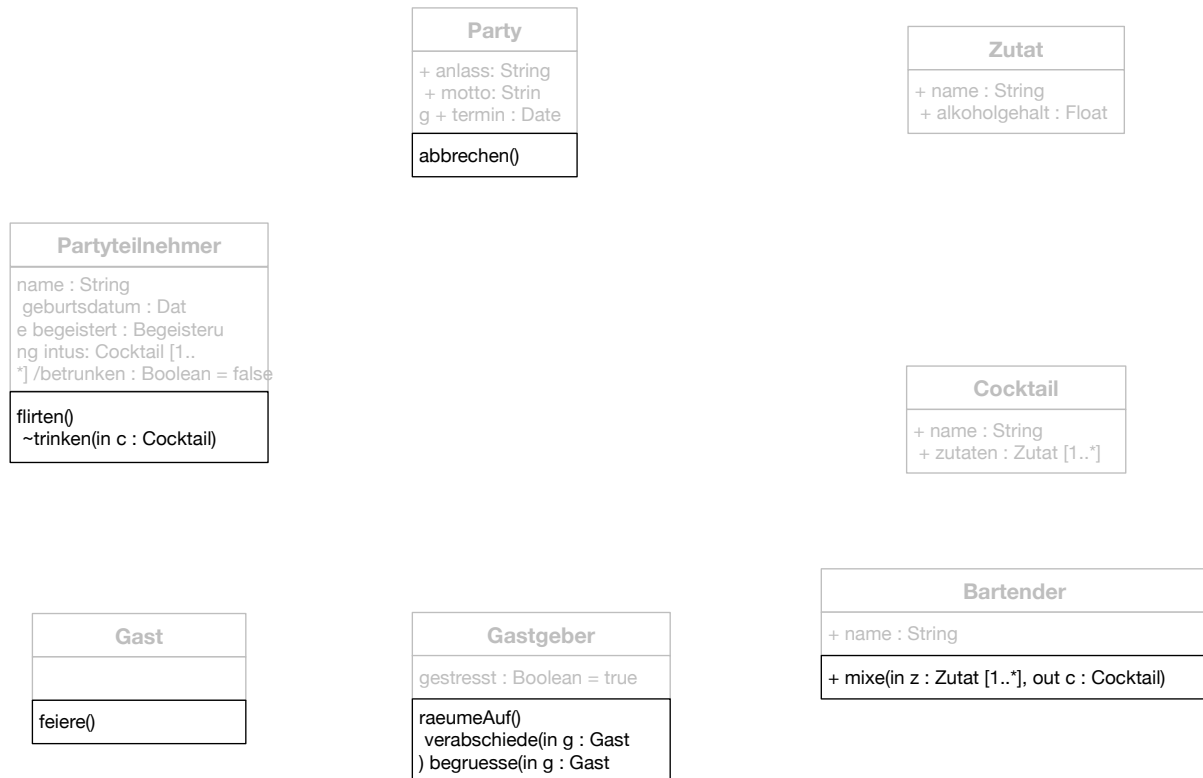 Party
+ anlass: String
+ motto: Strin
g + termin : Date
abbrechen()
Zutat
+ name : String
+ alkoholgehalt : Float
Partyteilnehmer
name : String
geburtsdatum : Dat
e begeistert : Begeisteru
ng intus: Cocktail [1..
*] /betrunken : Boolean = false
flirten()
~trinken(in c : Cocktail)
Cocktail
+ name : String
+ zutaten : Zutat [1..*]
Gast
feiere()
Gastgeber
gestresst : Boolean = true
raeumeAuf()
verabschiede(in g : Gast
) begruesse(in g : Gast
Bartender
+ name : String
+ mixe(in z : Zutat [1..*], out c : Cocktail)